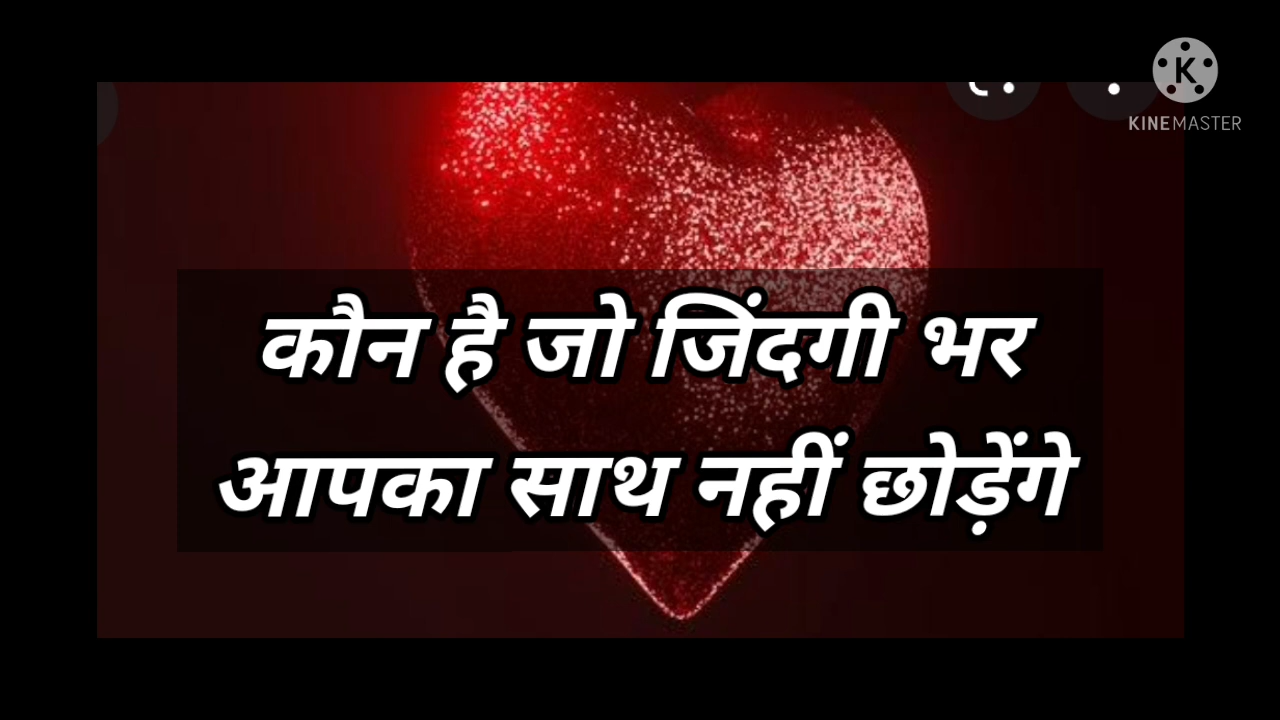 KINEMASTER
कौन है जो जिंदगी भर
आपका साथ नहीं छोड़ेंगे